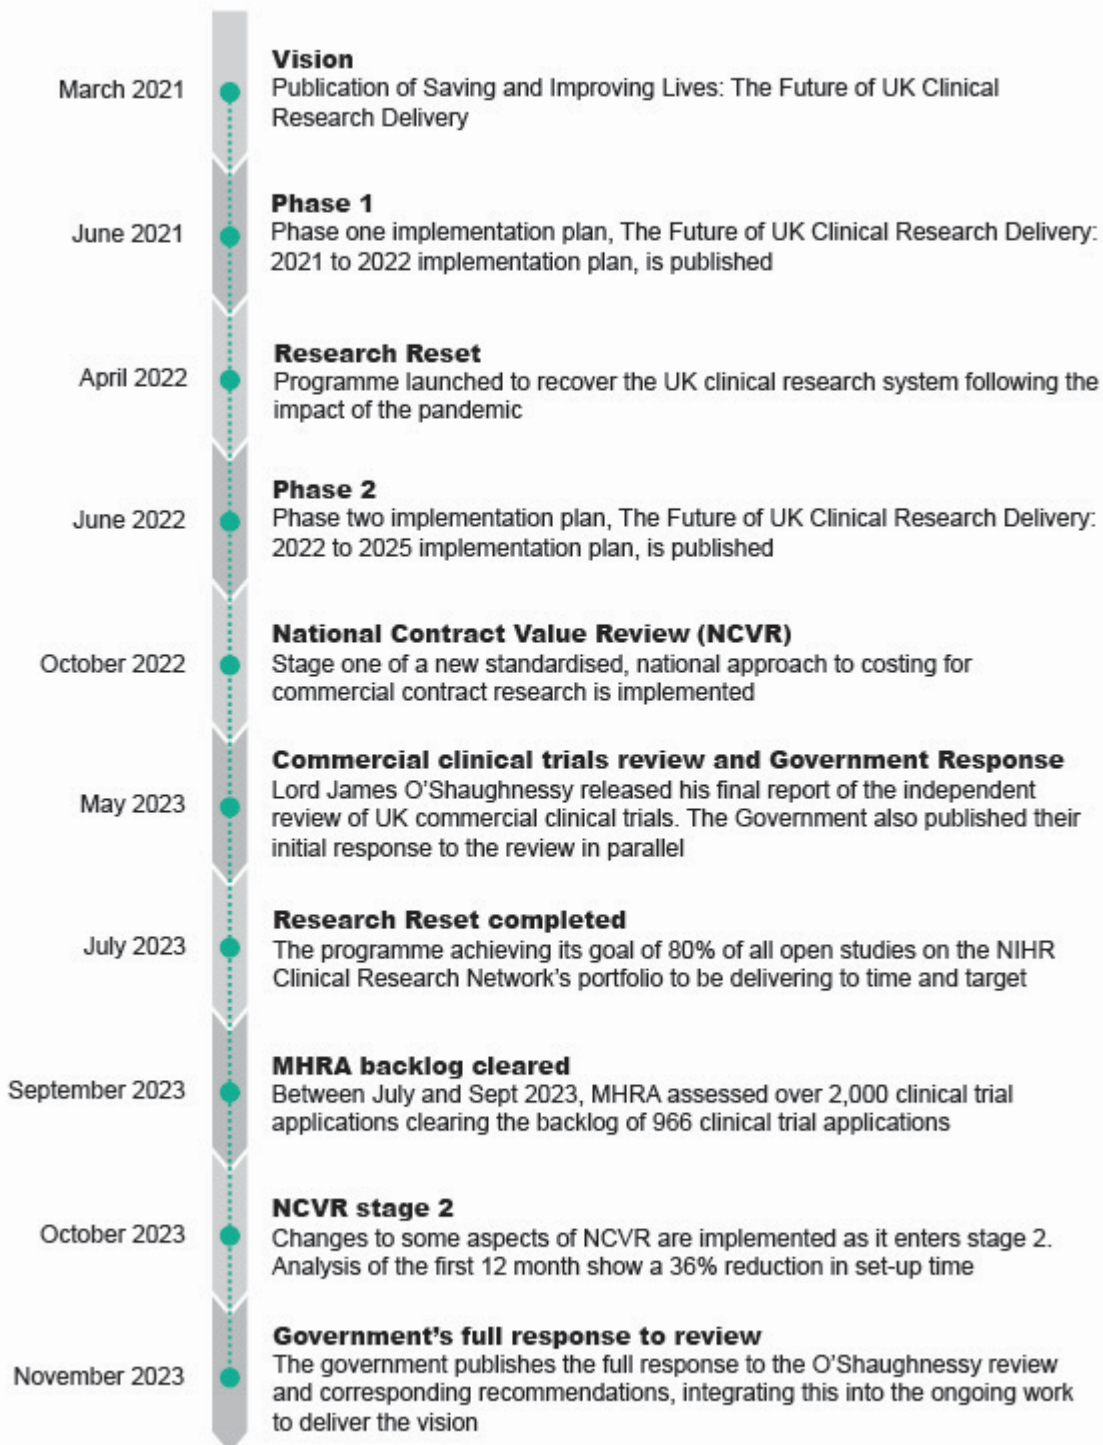 Vision
March 2021
Publication of Saving and Improving Lives: The Future of UK Clinical
Research Delivery
Phase 1
June 2021
Phase one implementation plan, The Future of UK Clinical Research Delivery:
2021 to 2022 implementation plan, is published
Research Reset
April 2022
Programme launched to recover the UK clinical research system following the
impact of the pandemic
Phase 2
June 2022
Phase two implementation plan, The Future of UK Clinical Research Delivery:
2022 to 2025 implementation plan, is published
National Contract Value Review (NCVR)
October 2022
Stage one of a new standardised, national approach to costing for
commercial contract research is implemented
Commercial clinical trials review and Government Response
May 2023
Lord James O'Shaughnessy released his final report of the independent
review of UK commercial clinical trials. The Government also published their
initial response to the review in parallel
Research Reset completed
July 2023
The programme achieving its goal of 80% of all open studies on the NIHR
Clinical Research Network's portfolio to be delivering to time and target
MHRA backlog cleared
September 2023
Between July and Sept 2023, MHRA assessed over 2,000 clinical trial
applications clearing the backlog of 966 clinical trial applications
NCVR stage 2
October 2023
Changes to some aspects of NCVR are implemented as it enters stage 2.
Analysis of the first 12 month show a 36% reduction in set-up time
Government's full response to review
November 2023
The government publishes the full response to the O'Shaughnessy review
and corresponding recommendations, integrating this into the ongoing work
to deliver the vision